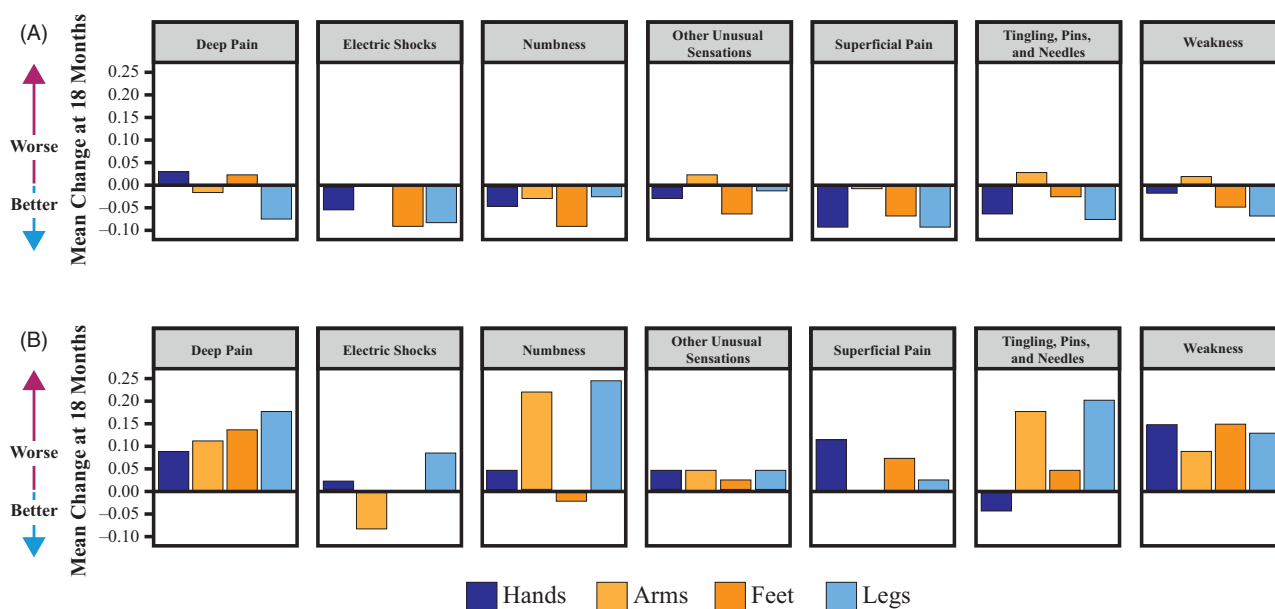 (A)
Deep Pain
Electric Shocks
Numbness
Other Unusual
Sensations
Superficial Pain
Tingling, Pins,
and Needles
Weakness
Worse
Better
Mean Change at 18 Months
0.25
0.20
0.15
0.10
0.05
0.00
–0.05
–0.10
(B)
Deep Pain
Electric Shocks
Numbness
Other Unusual
Sensations
Superficial Pain
Tingling, Pins,
and Needles
Weakness
Worse
Better
Mean Change at 18 Months
0.25
0.20
0.15
0.10
0.05
0.00
–0.05
–0.10
Hands Arms Feet Legs